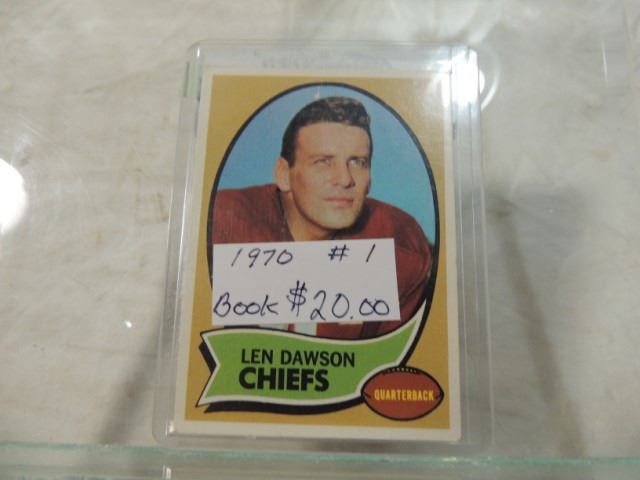 1970 # 1
Book $20.00
LEN DAWSON
CHIEFS
QUARTERBACK